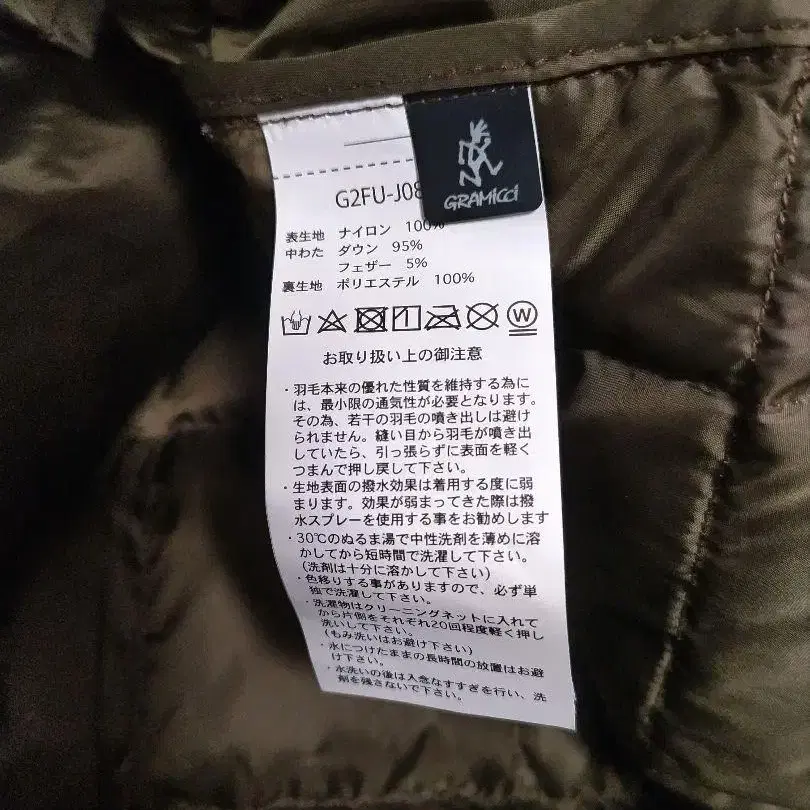 GRAMiCCi
G2FU-J08
表生地 ナイロン 100%
中わた ダウン 95%
フェザー 5%
裏生地 ポリエステル 100%
W
お取り扱い上の御注意
・羽毛本来の優れた性質を維持する為に
は、最小限の通気性が必要となります。
その為、若干の羽毛の噴き出しは避け
られません。縫い目から羽毛が噴き出
していたら、引っ張らずに表面を軽く
つまんで押し戻して下さい。
・生地表面の撥水効果は着用する度に弱
まります。効果が弱まってきた際は撥
水スプレーを使用する事をお勧めします
・30℃のぬるま湯で中性洗剤を薄めに溶
かしてから短時間で洗濯して下さい。
(洗剤は十分に溶かして下さい)
・色移りする事がありますので、必ず単
独で洗濯して下さい。
・洗濯物はクリーニングネットに入れて
から片側をそれぞれ20回程度軽く押し
洗いして下さい。
(もみ洗いはお避け下さい)
・水につけたままの長時間の放置はお避
け下さい。
・水洗いの後は入念なすすぎを行い、洗
剤を残さないで下さい。